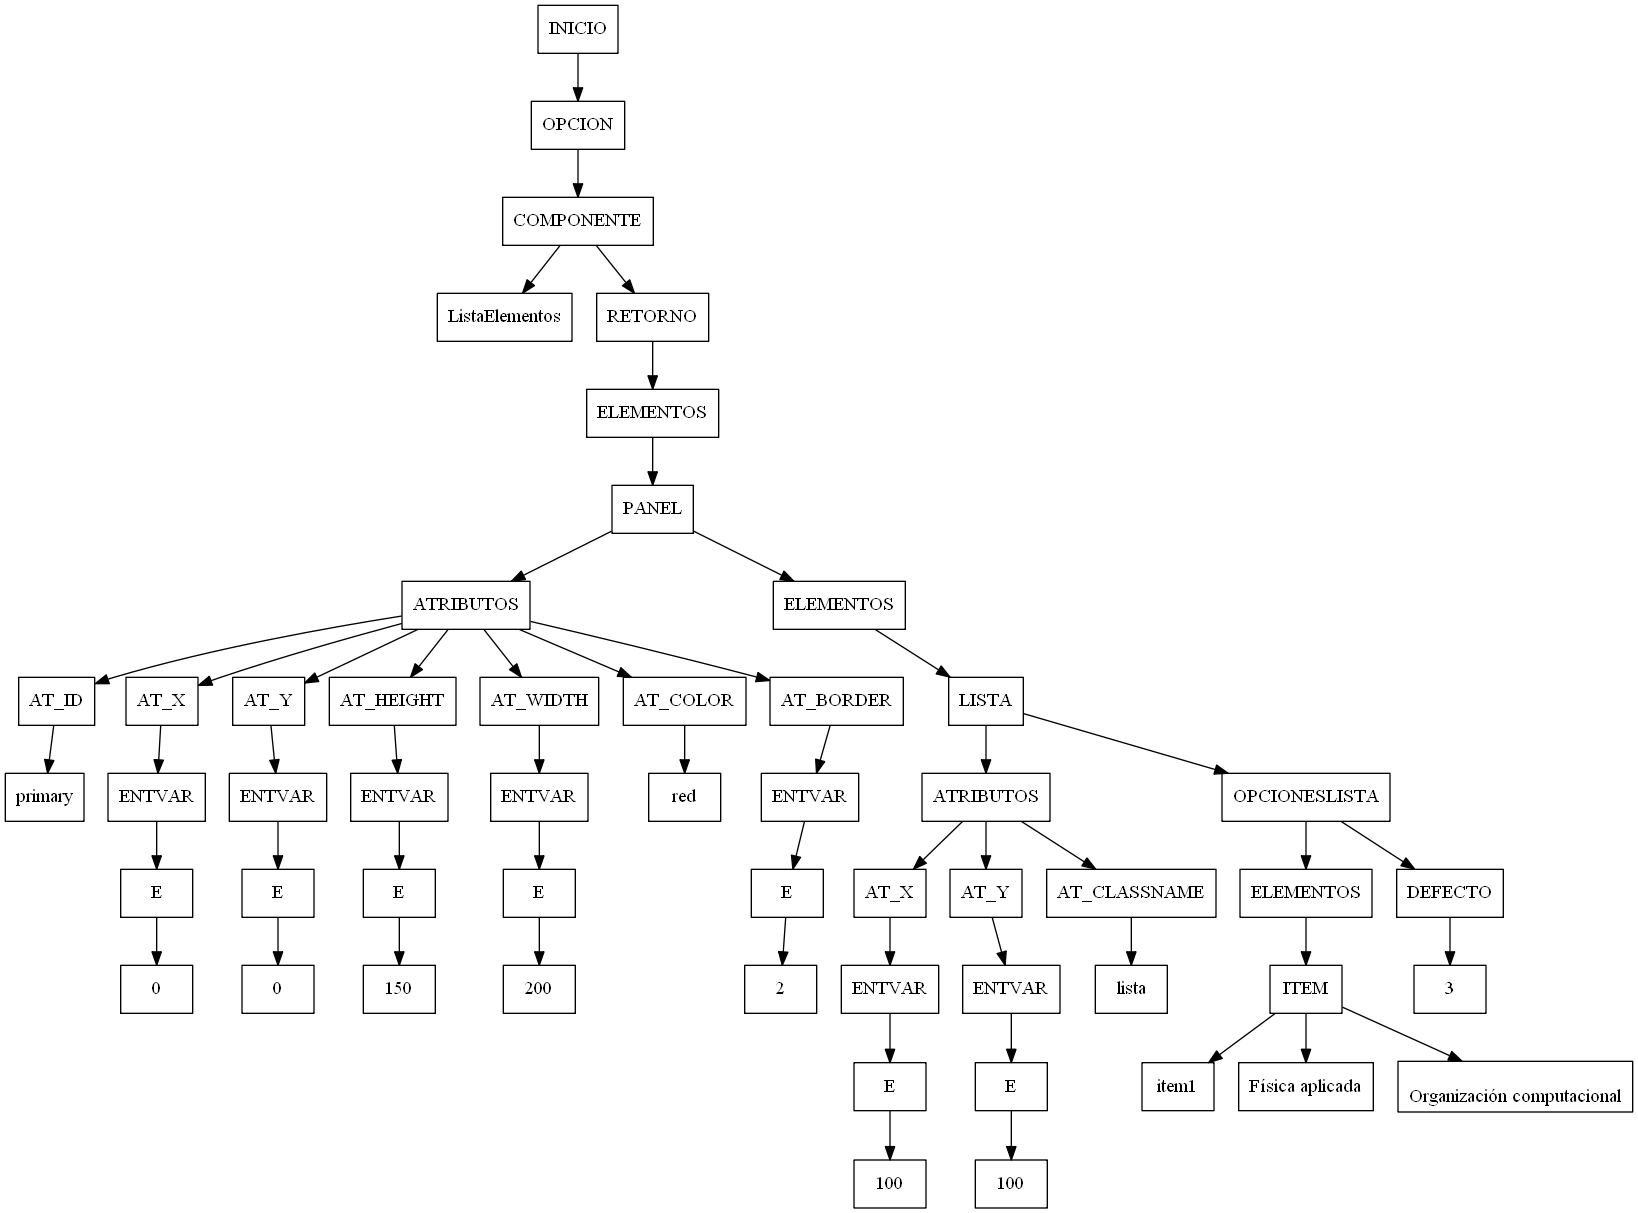 INICIO
OPCION
COMPONENTE
ListaElementos
RETORNO
ELEMENTOS
PANEL
ATRIBUTOS
ELEMENTOS
AT_ID
AT_X
AT_Y
AT_HEIGHT
AT_WIDTH
AT_COLOR
AT_BORDER
LISTA
primary
ENTVAR
ENTVAR
ENTVAR
ENTVAR
red
ENTVAR
ATRIBUTOS
OPCIONESLISTA
E
E
E
E
E
AT_X
AT_Y
AT_CLASSNAME
ELEMENTOS
DEFECTO
0
0
150
200
2
ENTVAR
ENTVAR
lista
ITEM
3
E
E
item1
Física aplicada
Organización computacional
100
100